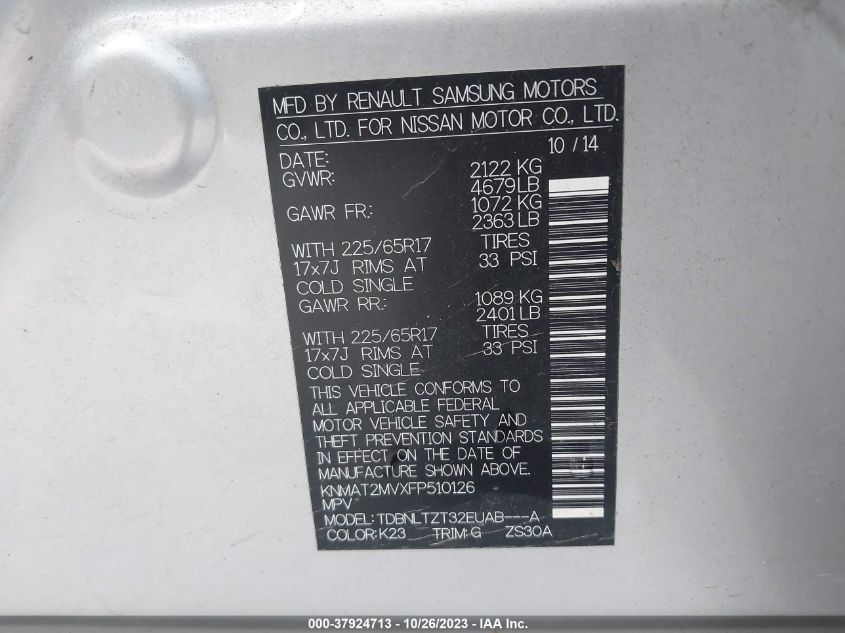 MFD BY RENAULT SAMSUNG MOTORS
CO., LTD. FOR NISSAN MOTOR CO., LTD.
DATE: 10 / 14
GVWR: 2122 KG
4679 LB
GAWR FR.: 1072 KG
2363 LB
WITH 225/65R17 TIRES
17x7J RIMS AT 33 PSI
COLD SINGLE
GAWR RR.: 1089 KG
2401 LB
WITH 225/65R17 TIRES
17x7J RIMS AT 33 PSI
COLD SINGLE
THIS VEHICLE CONFORMS TO
ALL APPLICABLE FEDERAL
MOTOR VEHICLE SAFETY AND
THEFT PREVENTION STANDARDS
IN EFFECT ON THE DATE OF
MANUFACTURE SHOWN ABOVE.
KNMAT2MVXFP510126
MPV
MODEL: TDBNLTZT32EUAB---A
COLOR: K23 TRIM: G ZS30A
000-37924713 - 10/26/2023 - IAA Inc.